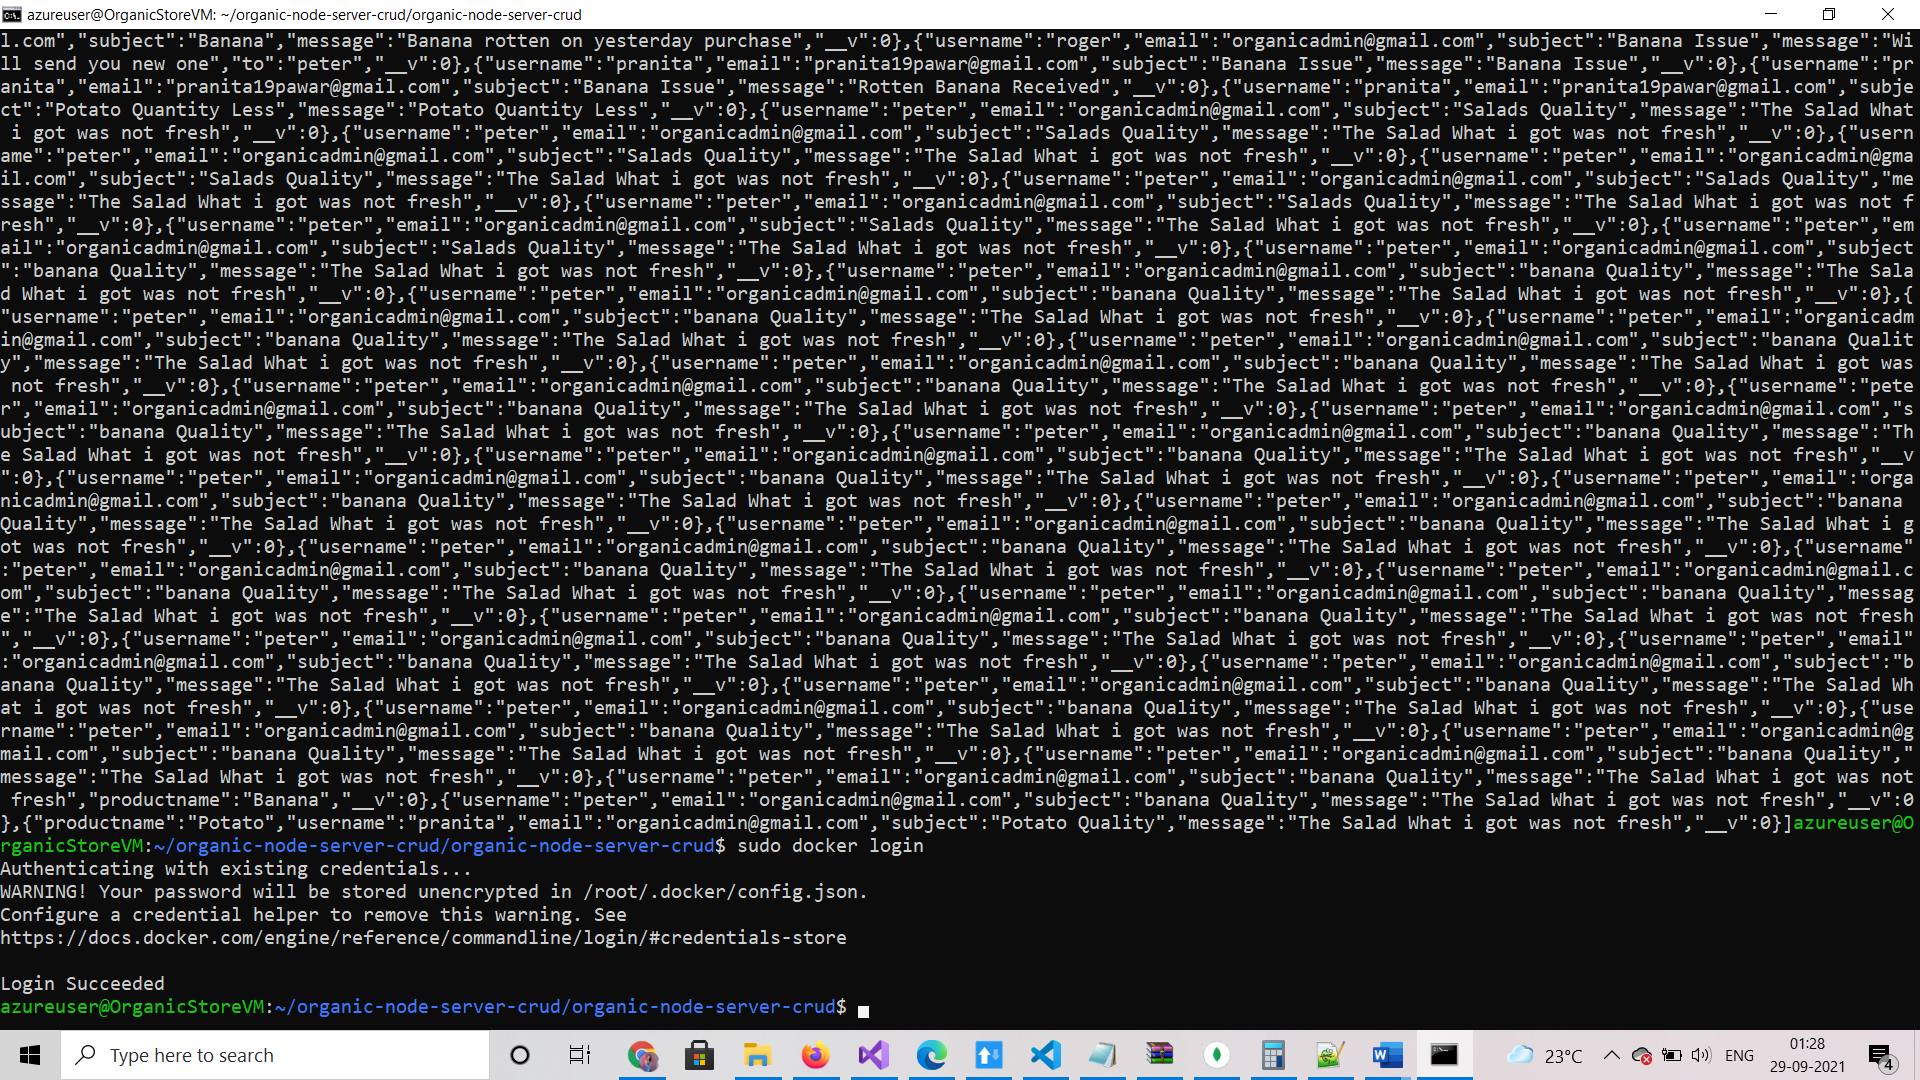 azureuser@OrganicStoreVM: ~/organic-node-server-crud/organic-node-server-crud
l.com","subject":"Banana","message":"Banana rotten on yesterday purchase","__v":0},{"username":"roger","email":"organicadmin@gmail.com","subject":"Banana Issue","message":"Wi
ll send you new one","to":"peter","__v":0},{"username":"pranita","email":"pranita19pawar@gmail.com","subject":"Banana Issue","message":"Banana Issue","__v":0},{"username":"pr
anita","email":"pranita19pawar@gmail.com","subject":"Banana Issue","message":"Rotten Banana Received","__v":0},{"username":"pranita","email":"pranita19pawar@gmail.com","subje
ct":"Potato Quantity Less","message":"Potato Quantity Less","__v":0},{"username":"peter","email":"organicadmin@gmail.com","subject":"Salads Quality","message":"The Salad What
 i got was not fresh","__v":0},{"username":"peter","email":"organicadmin@gmail.com","subject":"Salads Quality","message":"The Salad What i got was not fresh","__v":0},{"usern
ame":"peter","email":"organicadmin@gmail.com","subject":"Salads Quality","message":"The Salad What i got was not fresh","__v":0},{"username":"peter","email":"organicadmin@gma
il.com","subject":"Salads Quality","message":"The Salad What i got was not fresh","__v":0},{"username":"peter","email":"organicadmin@gmail.com","subject":"Salads Quality","me
ssage":"The Salad What i got was not fresh","__v":0},{"username":"peter","email":"organicadmin@gmail.com","subject":"Salads Quality","message":"The Salad What i got was not f
resh","__v":0},{"username":"peter","email":"organicadmin@gmail.com","subject":"Salads Quality","message":"The Salad What i got was not fresh","__v":0},{"username":"peter","em
ail":"organicadmin@gmail.com","subject":"Salads Quality","message":"The Salad What i got was not fresh","__v":0},{"username":"peter","email":"organicadmin@gmail.com","subject
":"banana Quality","message":"The Salad What i got was not fresh","__v":0},{"username":"peter","email":"organicadmin@gmail.com","subject":"banana Quality","message":"The Sala
d What i got was not fresh","__v":0},{"username":"peter","email":"organicadmin@gmail.com","subject":"banana Quality","message":"The Salad What i got was not fresh","__v":0},{
"username":"peter","email":"organicadmin@gmail.com","subject":"banana Quality","message":"The Salad What i got was not fresh","__v":0},{"username":"peter","email":"organicadm
in@gmail.com","subject":"banana Quality","message":"The Salad What i got was not fresh","__v":0},{"username":"peter","email":"organicadmin@gmail.com","subject":"banana Qualit
y","message":"The Salad What i got was not fresh","__v":0},{"username":"peter","email":"organicadmin@gmail.com","subject":"banana Quality","message":"The Salad What i got was
 not fresh","__v":0},{"username":"peter","email":"organicadmin@gmail.com","subject":"banana Quality","message":"The Salad What i got was not fresh","__v":0},{"username":"pete
r","email":"organicadmin@gmail.com","subject":"banana Quality","message":"The Salad What i got was not fresh","__v":0},{"username":"peter","email":"organicadmin@gmail.com","s
ubject":"banana Quality","message":"The Salad What i got was not fresh","__v":0},{"username":"peter","email":"organicadmin@gmail.com","subject":"banana Quality","message":"Th
e Salad What i got was not fresh","__v":0},{"username":"peter","email":"organicadmin@gmail.com","subject":"banana Quality","message":"The Salad What i got was not fresh","__v
":0},{"username":"peter","email":"organicadmin@gmail.com","subject":"banana Quality","message":"The Salad What i got was not fresh","__v":0},{"username":"peter","email":"orga
nicadmin@gmail.com","subject":"banana Quality","message":"The Salad What i got was not fresh","__v":0},{"username":"peter","email":"organicadmin@gmail.com","subject":"banana 
Quality","message":"The Salad What i got was not fresh","__v":0},{"username":"peter","email":"organicadmin@gmail.com","subject":"banana Quality","message":"The Salad What i g
ot was not fresh","__v":0},{"username":"peter","email":"organicadmin@gmail.com","subject":"banana Quality","message":"The Salad What i got was not fresh","__v":0},{"username"
:"peter","email":"organicadmin@gmail.com","subject":"banana Quality","message":"The Salad What i got was not fresh","__v":0},{"username":"peter","email":"organicadmin@gmail.c
om","subject":"banana Quality","message":"The Salad What i got was not fresh","__v":0},{"username":"peter","email":"organicadmin@gmail.com","subject":"banana Quality","messag
e":"The Salad What i got was not fresh","__v":0},{"username":"peter","email":"organicadmin@gmail.com","subject":"banana Quality","message":"The Salad What i got was not fresh
","__v":0},{"username":"peter","email":"organicadmin@gmail.com","subject":"banana Quality","message":"The Salad What i got was not fresh","__v":0},{"username":"peter","email"
:"organicadmin@gmail.com","subject":"banana Quality","message":"The Salad What i got was not fresh","__v":0},{"username":"peter","email":"organicadmin@gmail.com","subject":"b
anana Quality","message":"The Salad What i got was not fresh","__v":0},{"username":"peter","email":"organicadmin@gmail.com","subject":"banana Quality","message":"The Salad Wh
at i got was not fresh","__v":0},{"username":"peter","email":"organicadmin@gmail.com","subject":"banana Quality","message":"The Salad What i got was not fresh","__v":0},{"use
rname":"peter","email":"organicadmin@gmail.com","subject":"banana Quality","message":"The Salad What i got was not fresh","__v":0},{"username":"peter","email":"organicadmin@g
mail.com","subject":"banana Quality","message":"The Salad What i got was not fresh","__v":0},{"username":"peter","email":"organicadmin@gmail.com","subject":"banana Quality","
message":"The Salad What i got was not fresh","__v":0},{"username":"peter","email":"organicadmin@gmail.com","subject":"banana Quality","message":"The Salad What i got was not
 fresh","productname":"Banana","__v":0},{"username":"peter","email":"organicadmin@gmail.com","subject":"banana Quality","message":"The Salad What i got was not fresh","__v":0
},{"productname":"Potato","username":"pranita","email":"organicadmin@gmail.com","subject":"Potato Quality","message":"The Salad What i got was not fresh","__v":0}]azureuser@O
rganicStoreVM:~/organic-node-server-crud/organic-node-server-crud$ sudo docker login
Authenticating with existing credentials...
WARNING! Your password will be stored unencrypted in /root/.docker/config.json.
Configure a credential helper to remove this warning. See
https://docs.docker.com/engine/reference/commandline/login/#credentials-store

Login Succeeded
azureuser@OrganicStoreVM:~/organic-node-server-crud/organic-node-server-crud$
Type here to search
23°C
ENG
01:28
29-09-2021
4